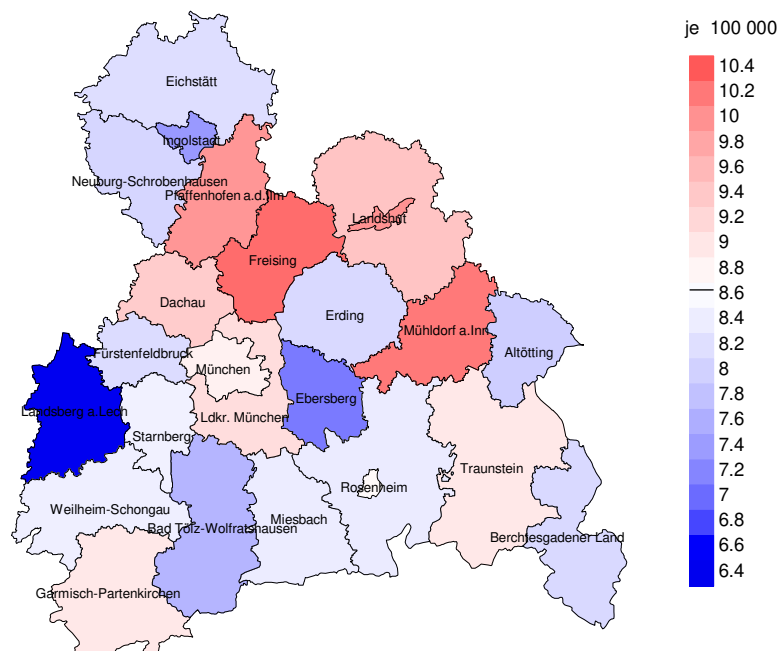 je 100 000
10.4
10.2
10
9.8
9.6
9.4
9.2
9
8.8
8.6
8.4
8.2
8
7.8
7.6
7.4
7.2
7
6.8
6.6
6.4
Eichstätt
Ingolstadt
Neuburg-Schrobenhausen
Pfaffenhofen a.d.Ilm
Landshut
Freising
Dachau
Erding
Mühldorf a.Inn
Fürstenfeldbruck
Altötting
München
Ebersberg
Landsberg a.Lech
Ldkr. München
Starnberg
Traunstein
Rosenheim
Weilheim-Schongau
Miesbach
Bad Tölz-Wolfratshausen
Berchtesgadener Land
Garmisch-Partenkirchen